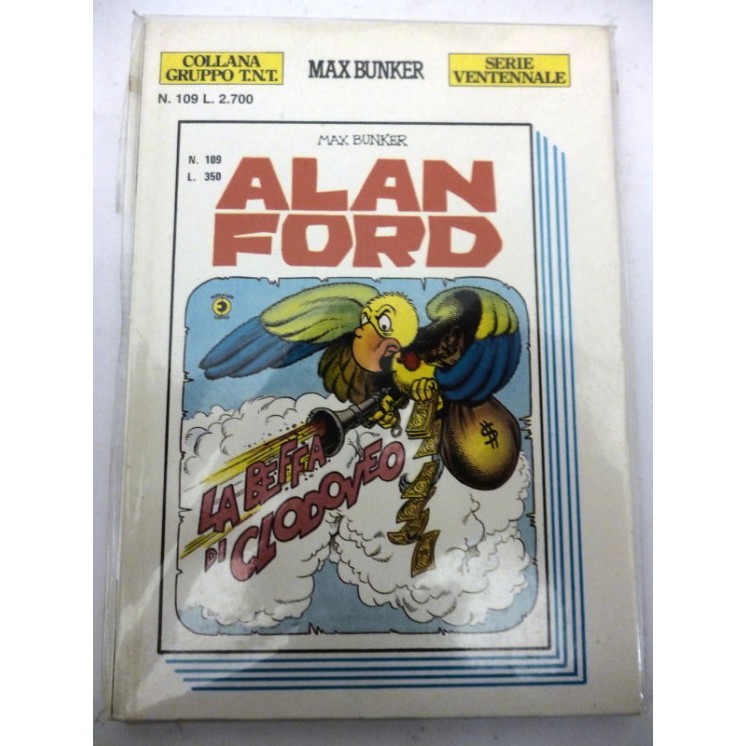 COLLANA
GRUPPO T.N.T.
MAX BUNKER
SERIE
VENTENNALE
N. 109 L. 2.700
MAX BUNKER
N. 109
L. 350
ALAN
FORD
LA BEFFA
DI CLODOVEO
$